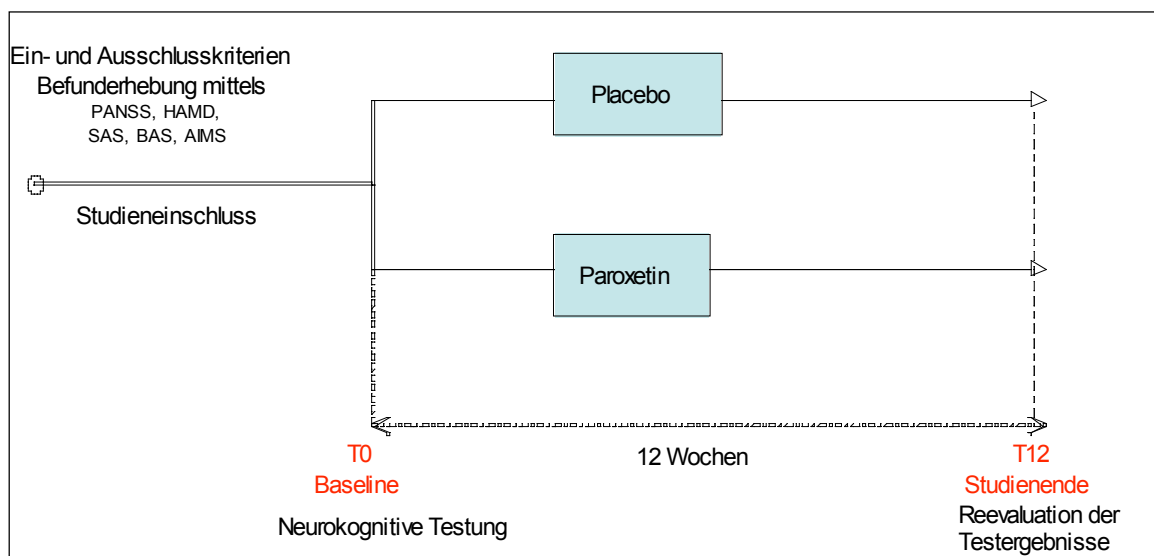 Ein- und Ausschlusskriterien
Befunderhebung mittels
PANSS, HAMD,
SAS, BAS, AIMS
Studieneinschluss
Placebo
Paroxetin
T0
Baseline
Neurokognitive Testung
12 Wochen
T12
Studienende
Reevaluation der
Testergebnisse